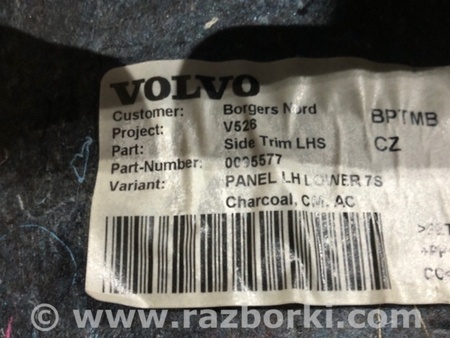 VOLVO
Customer: Borgers Nord BPTMB
Project: V526
Part: Side Trim LHS CZ
Part-Number: 0095577
Variant: PANEL LH LOWER 7S
Charcoal, CM, AC
www.razborki.com